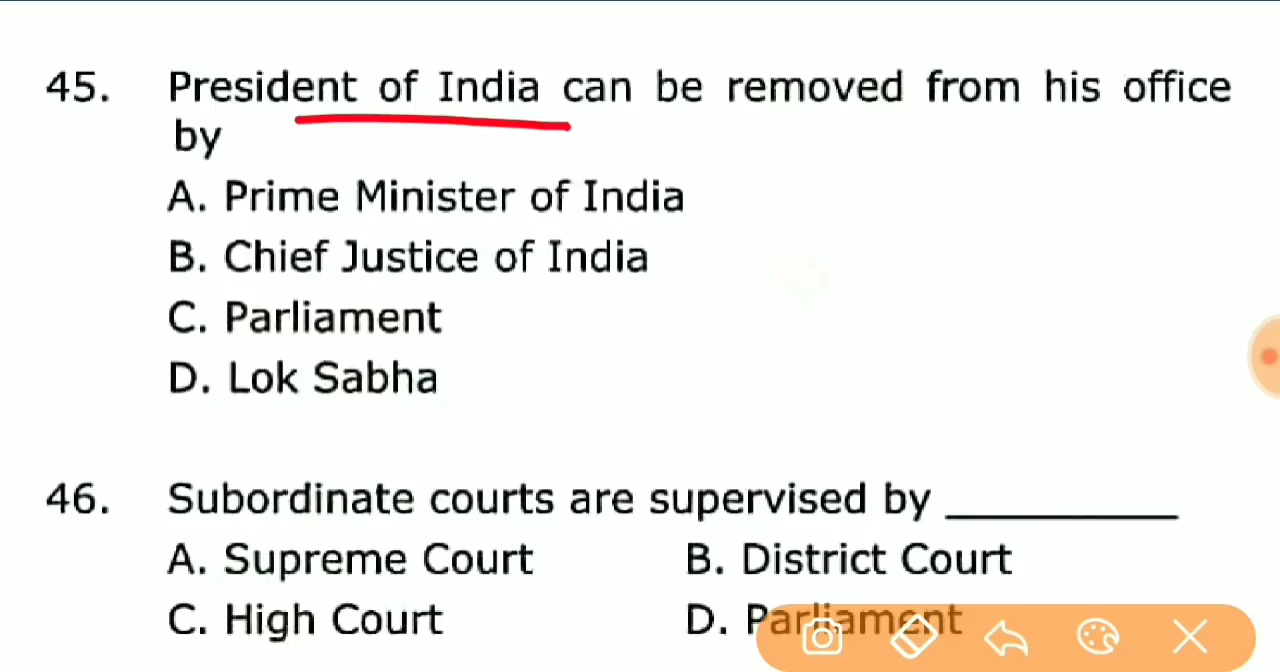 45. President of India can be removed from his office
by
A. Prime Minister of India
B. Chief Justice of India
C. Parliament
D. Lok Sabha
46. Subordinate courts are supervised by __________
A. Supreme Court B. District Court
C. High Court D. Parliament